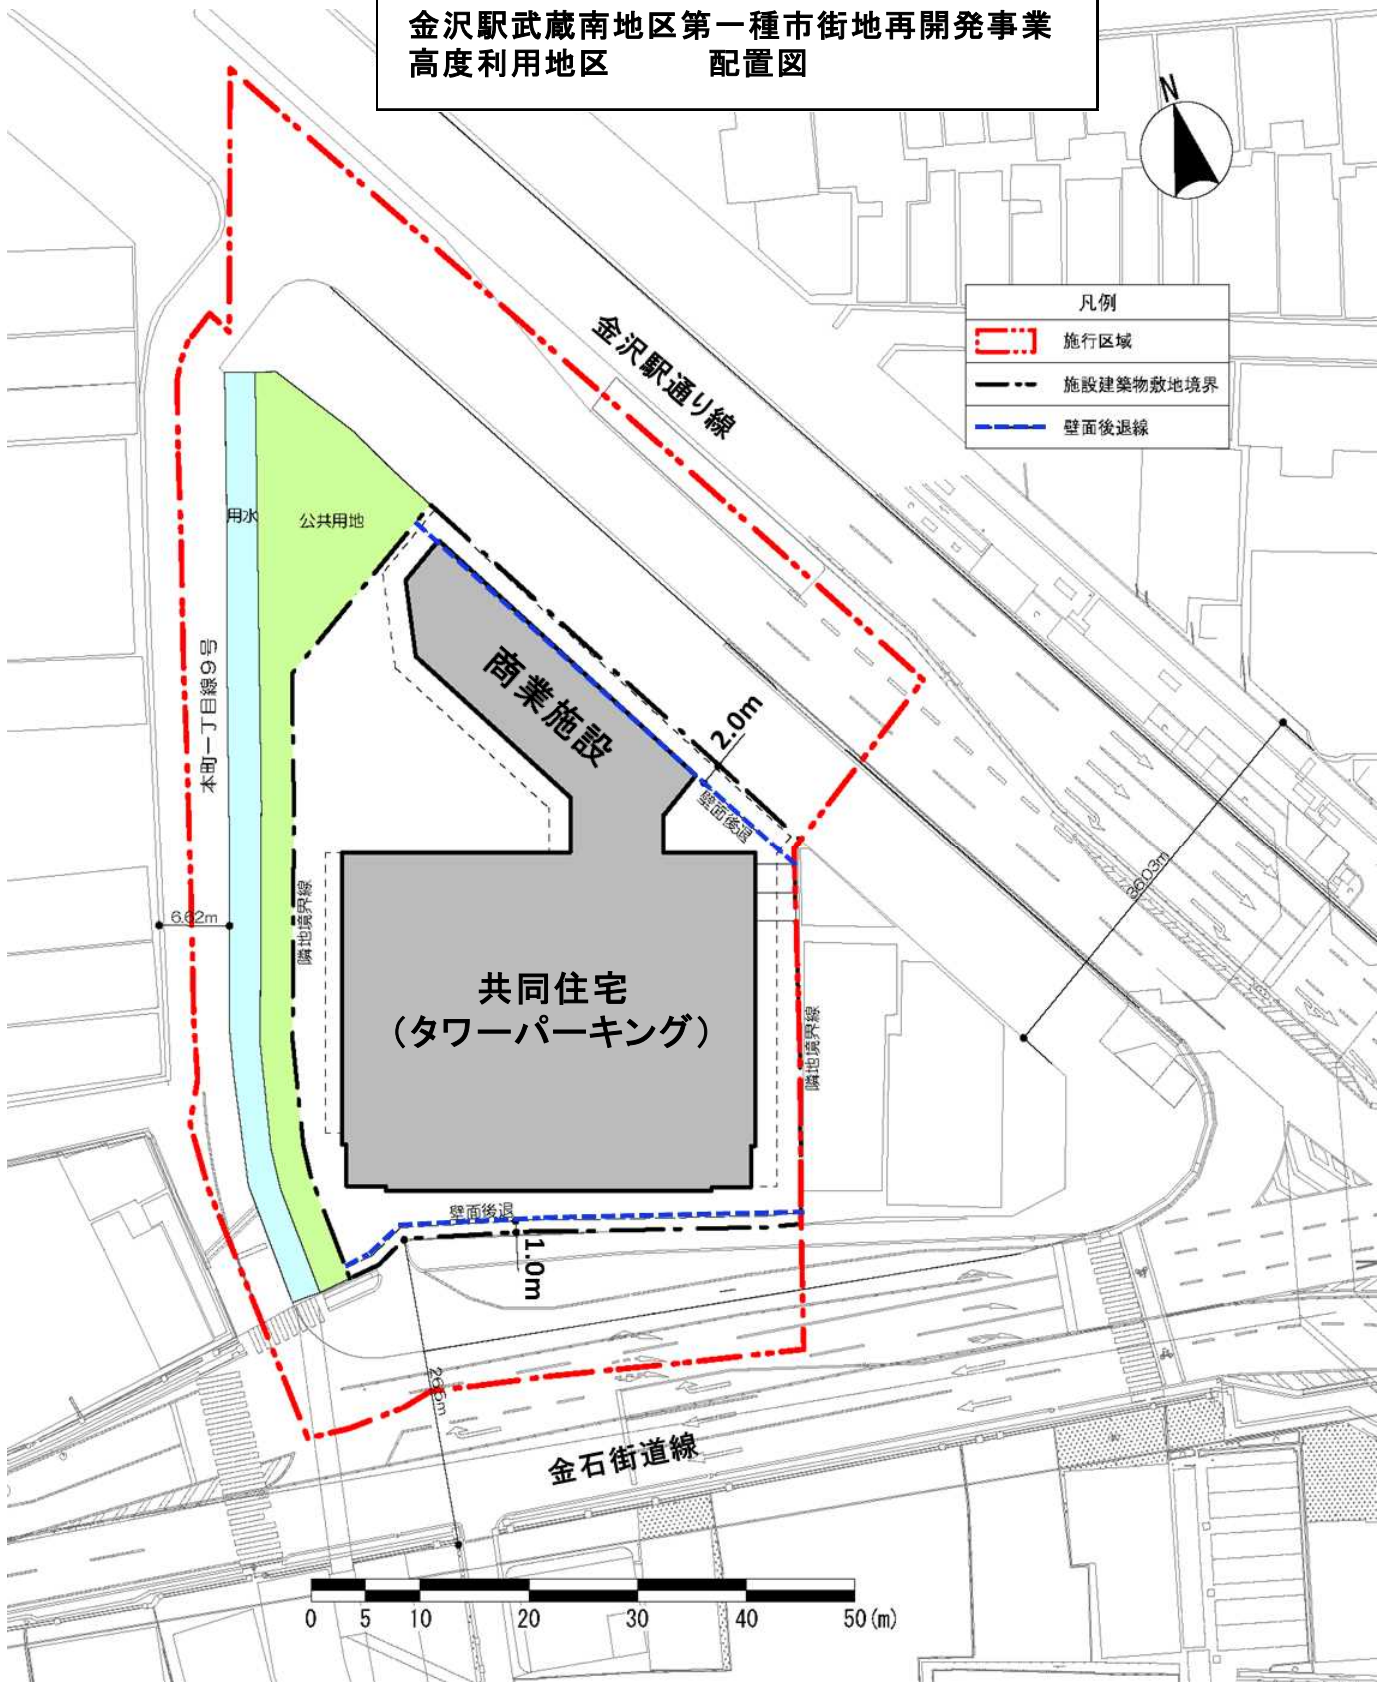 金沢駅武蔵南地区第一種市街地再開発事業
高度利用地区 配置図
N
凡例
施行区域
施設建築物敷地境界
壁面後退線
金沢駅通り線
用水
公共用地
本町一丁目線9号
商業施設
2.0m
壁面後退
36.03m
6.62m
隣地境界線
共同住宅
(タワーパーキング)
隣地境界線
壁面後退
1.0m
26.5m
金石街道線
0 5 10 20 30 40 50(m)